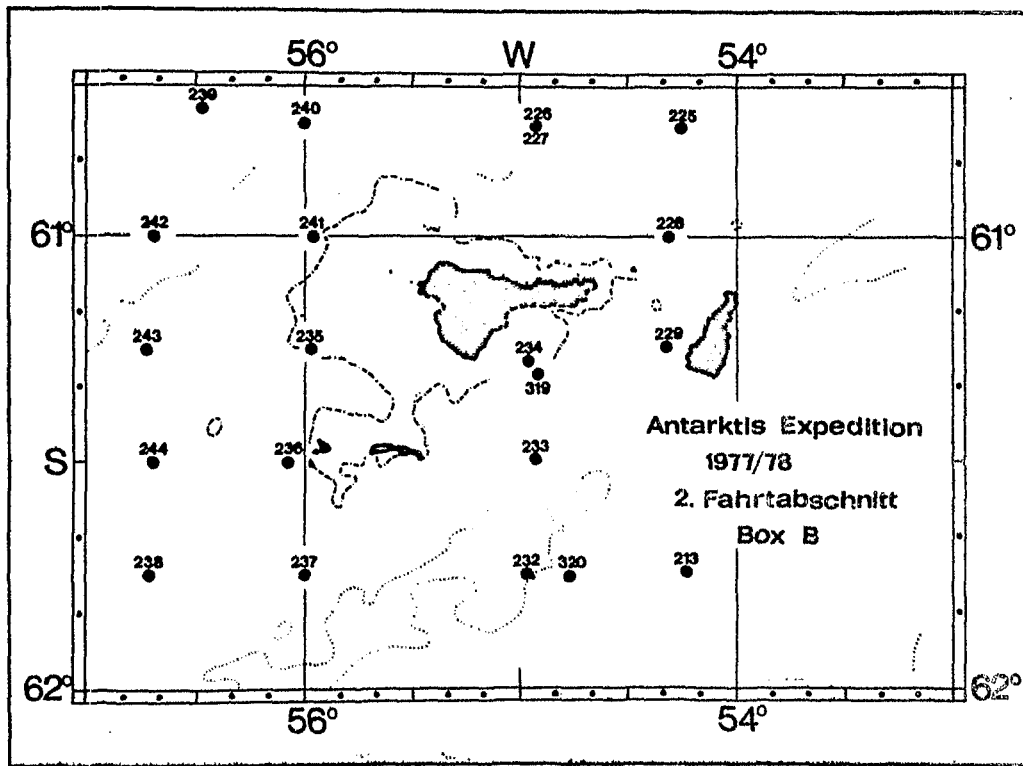 56° W 54°
239
240
226
227
225
61° 242 241 228 61°
243 235 234 229
319
Antarktis Expedition
1977/78
2. Fahrtabschnitt
Box B
S 244 236 233
238 237 232 320 213
62° 62°
56° 54°